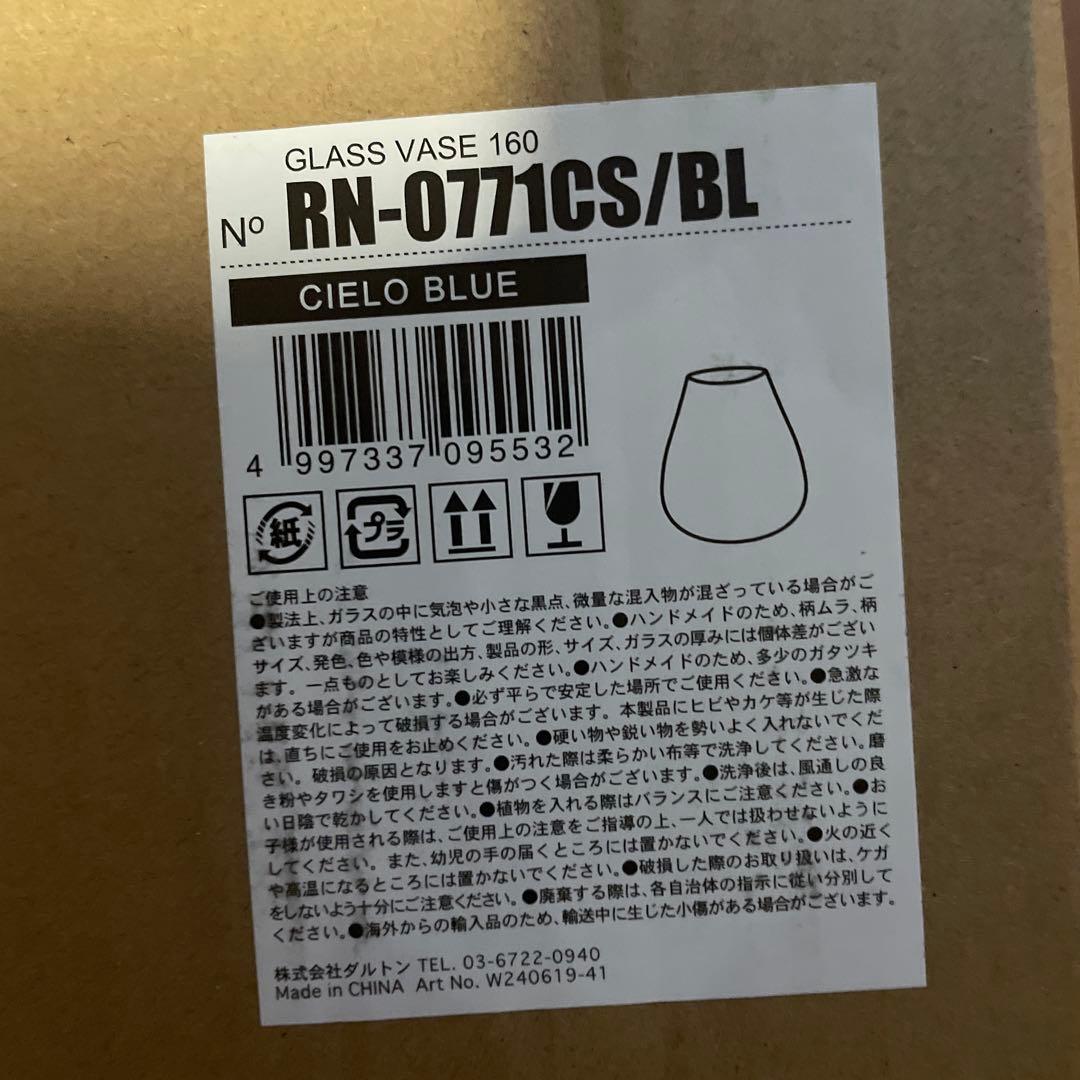 GLASS VASE 160
Nº RN-0771CS/BL
CIELO BLUE
4 997337 095532
紙 プラ
ご使用上の注意
●製法上、ガラスの中に気泡や小さな黒点、微量な混入物が混ざっている場合がご
ざいますが商品の特性としてご理解ください。●ハンドメイドのため、柄ムラ、柄
サイズ、発色、色や模様の出方、製品の形、サイズ、ガラスの厚みには個体差がござい
ます。一点ものとしてお楽しみください。●ハンドメイドのため、多少のガタツキ
がある場合がございます。●必ず平らで安定した場所でご使用ください。●急激な
温度変化によって破損する場合がございます。本製品にヒビやカケ等が生じた際
は、直ちにご使用をお止めください。●硬い物や鋭い物を勢いよく入れないでくだ
さい。破損の原因となります。●汚れた際は柔らかい布等で洗浄してください。磨
き粉やタワシを使用しますと傷がつく場合がございます。●洗浄後は、風通しの良
い日陰で乾かしてください。●植物を入れる際はバランスにご注意ください。●お
子様が使用される際は、ご使用上の注意をご指導の上、一人では扱わせないように
してください。また、幼児の手の届くところには置かないでください。●火の近く
や高温になるところには置かないでください。●破損した際のお取り扱いは、ケガ
をしないよう十分にご注意ください。●廃棄する際は、各自治体の指示に従い分別して
ください。●海外からの輸入品のため、輸送中に生じた小傷がある場合がございます。
株式会社ダルトン TEL. 03-6722-0940
Made in CHINA Art No. W240619-41